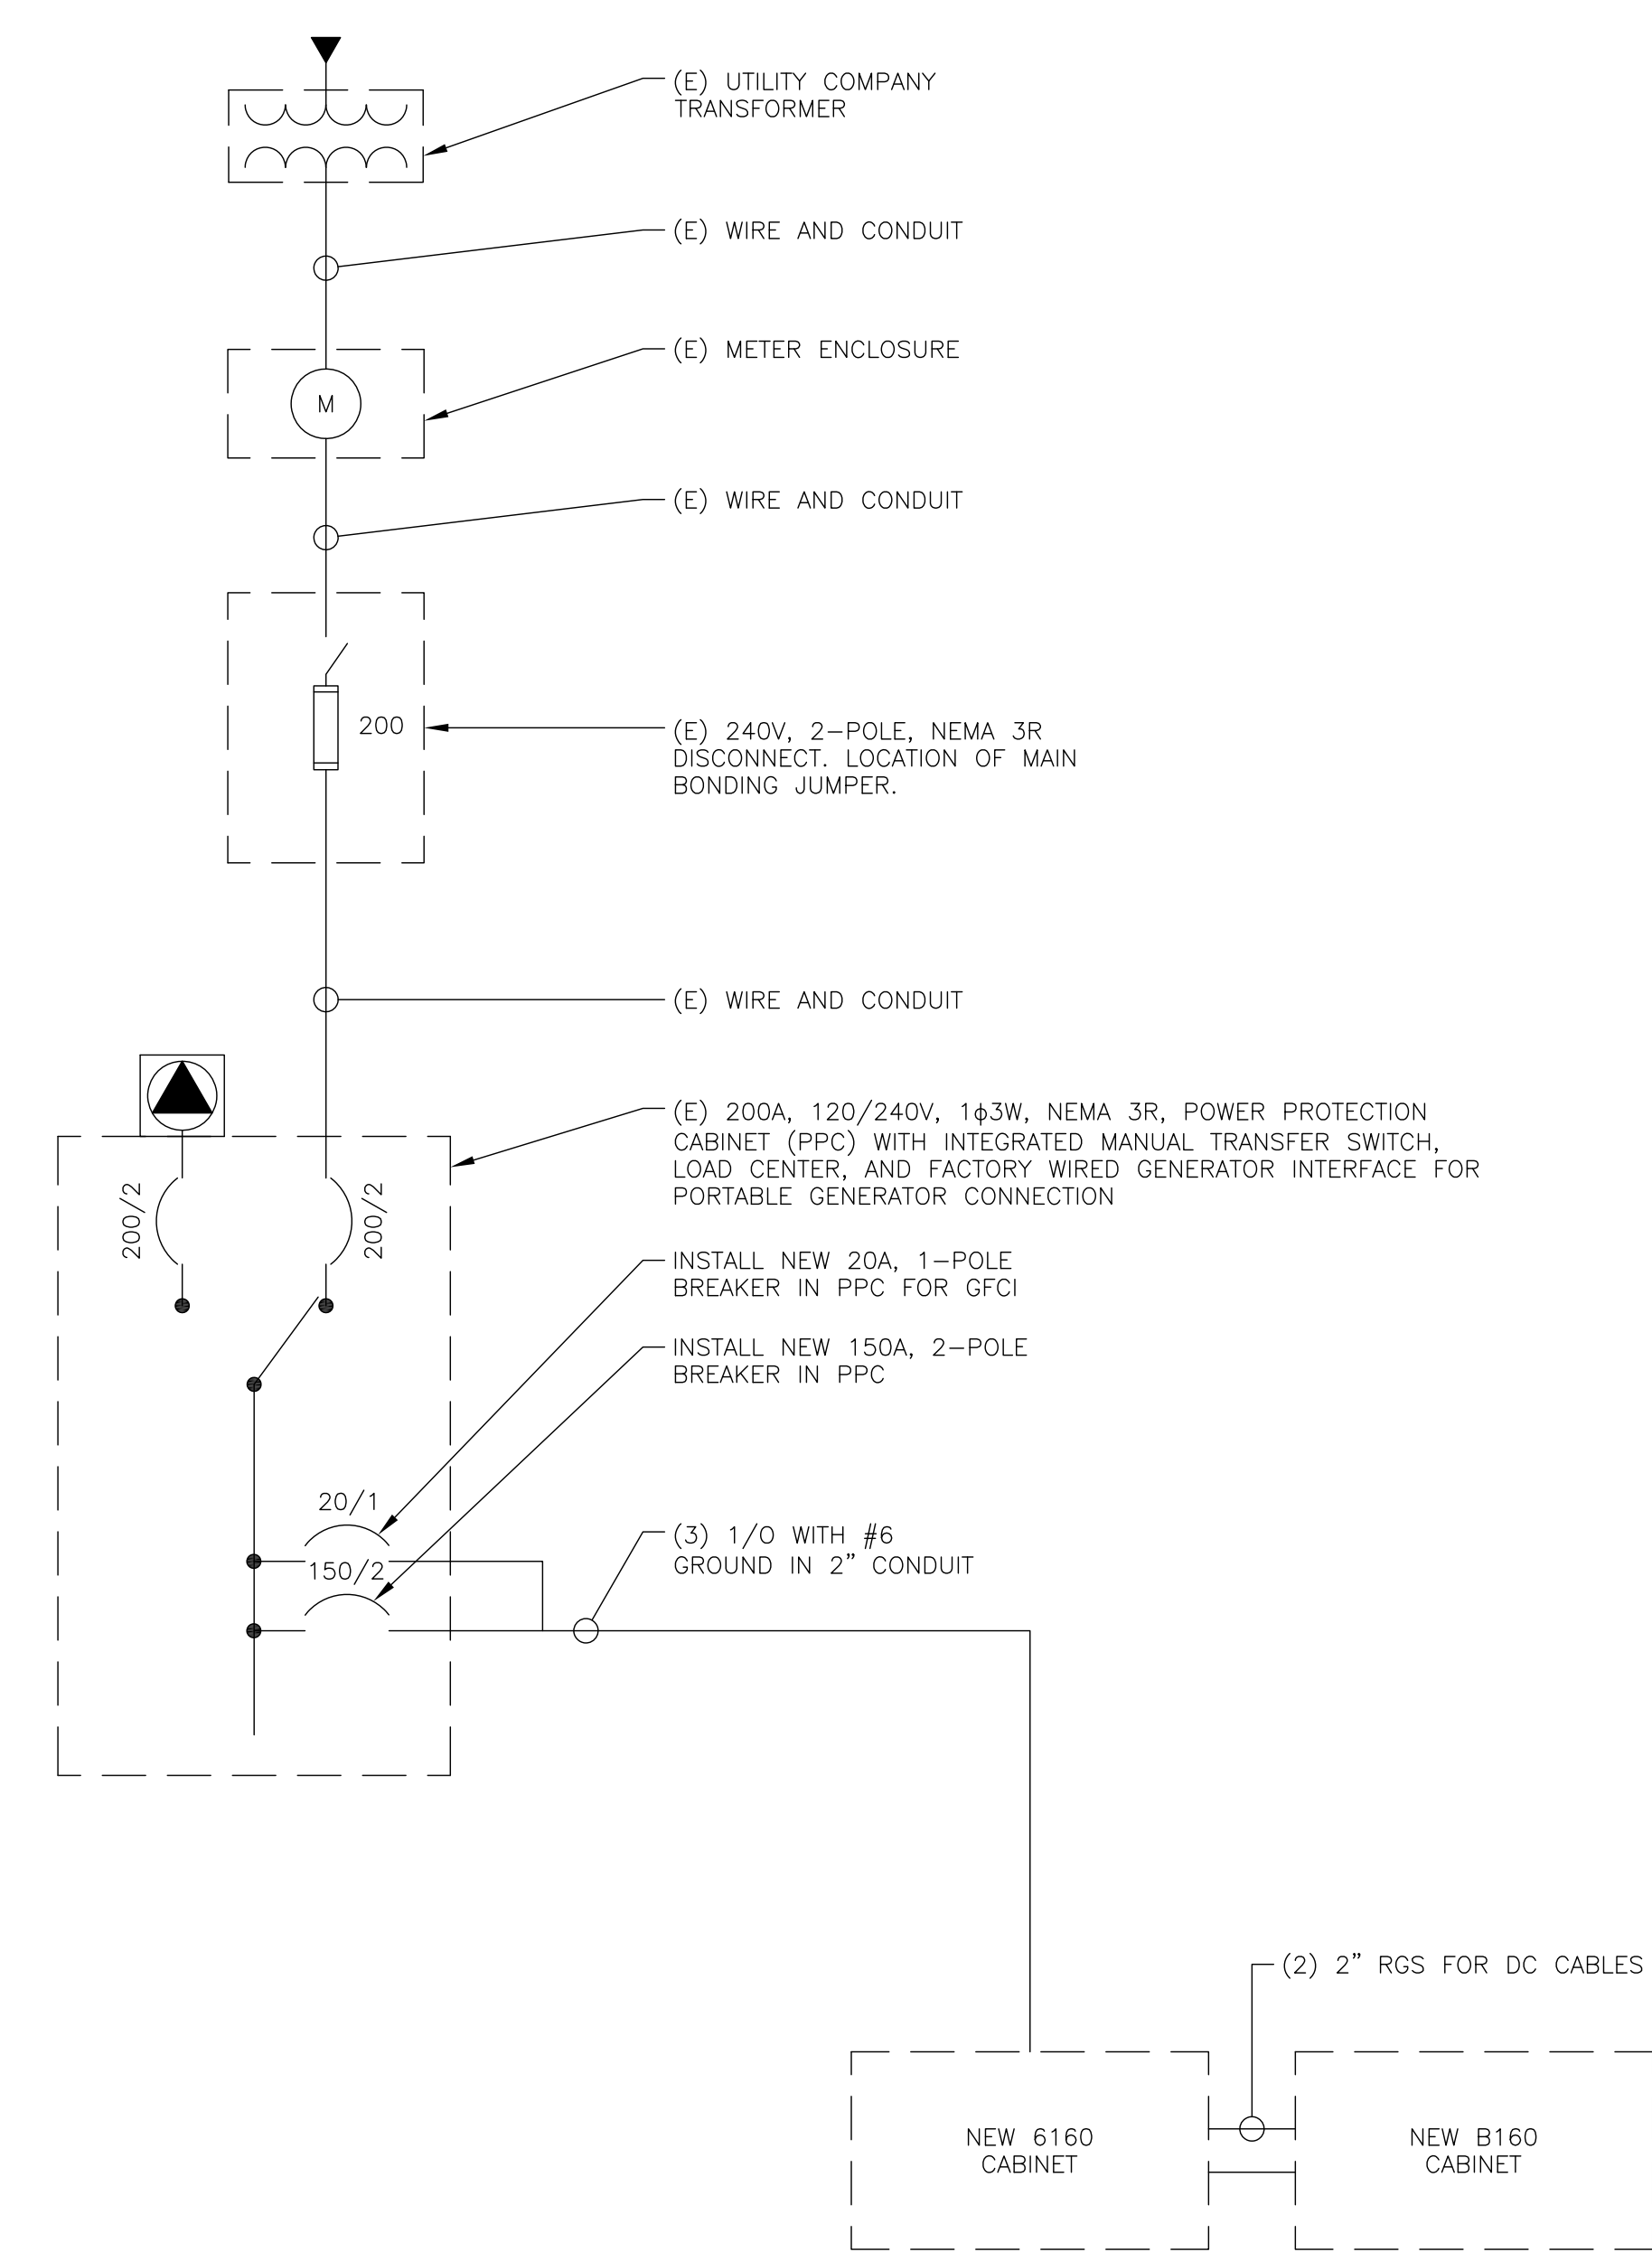 (E) UTILITY COMPANY
TRANSFORMER
(E) WIRE AND CONDUIT
(E) METER ENCLOSURE
M
(E) WIRE AND CONDUIT
200
(E) 240V, 2-POLE, NEMA 3R
DISCONNECT. LOCATION OF MAIN
BONDING JUMPER.
(E) WIRE AND CONDUIT
(E) 200A, 120/240V, 1ϕ3W, NEMA 3R, POWER PROTECTION
CABINET (PPC) WITH INTEGRATED MANUAL TRANSFER SWITCH,
LOAD CENTER, AND FACTORY WIRED GENERATOR INTERFACE FOR
PORTABLE GENERATOR CONNECTION
200/2
200/2
INSTALL NEW 20A, 1-POLE
BREAKER IN PPC FOR GFCI
INSTALL NEW 150A, 2-POLE
BREAKER IN PPC
20/1
150/2
(3) 1/0 WITH #6
GROUND IN 2" CONDUIT
(2) 2" RGS FOR DC CABLES
NEW 6160
CABINET
NEW B160
CABINET